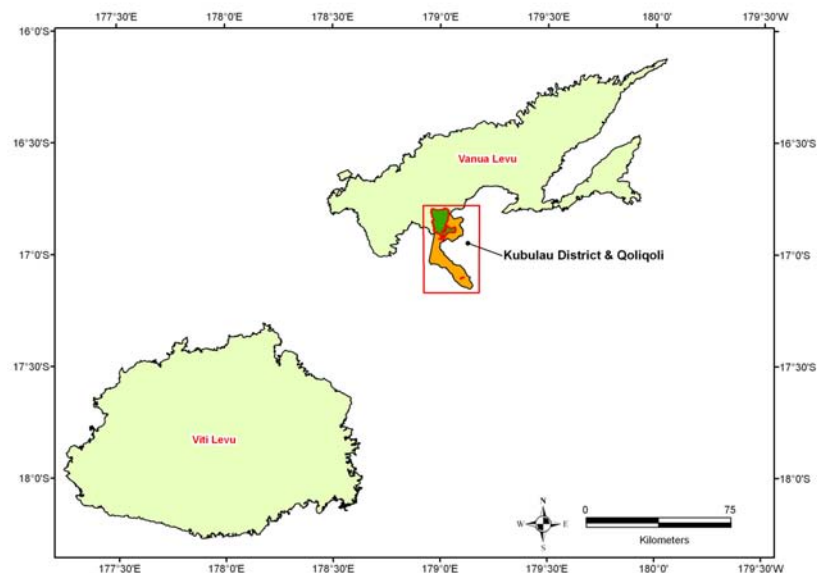 177°30'E 178°0'E 178°30'E 179°0'E 179°30'E 180°0' 179°30'W
16°0'S 16°0'S
16°30'S 16°30'S
Vanua Levu
17°0'S 17°0'S
Kubulau District & Qoliqoli
17°30'S 17°30'S
Viti Levu
18°0'S 18°0'S
N
W E
S
0 75
Kilometers
177°30'E 178°0'E 178°30'E 179°0'E 179°30'E 180°0' 179°30'W